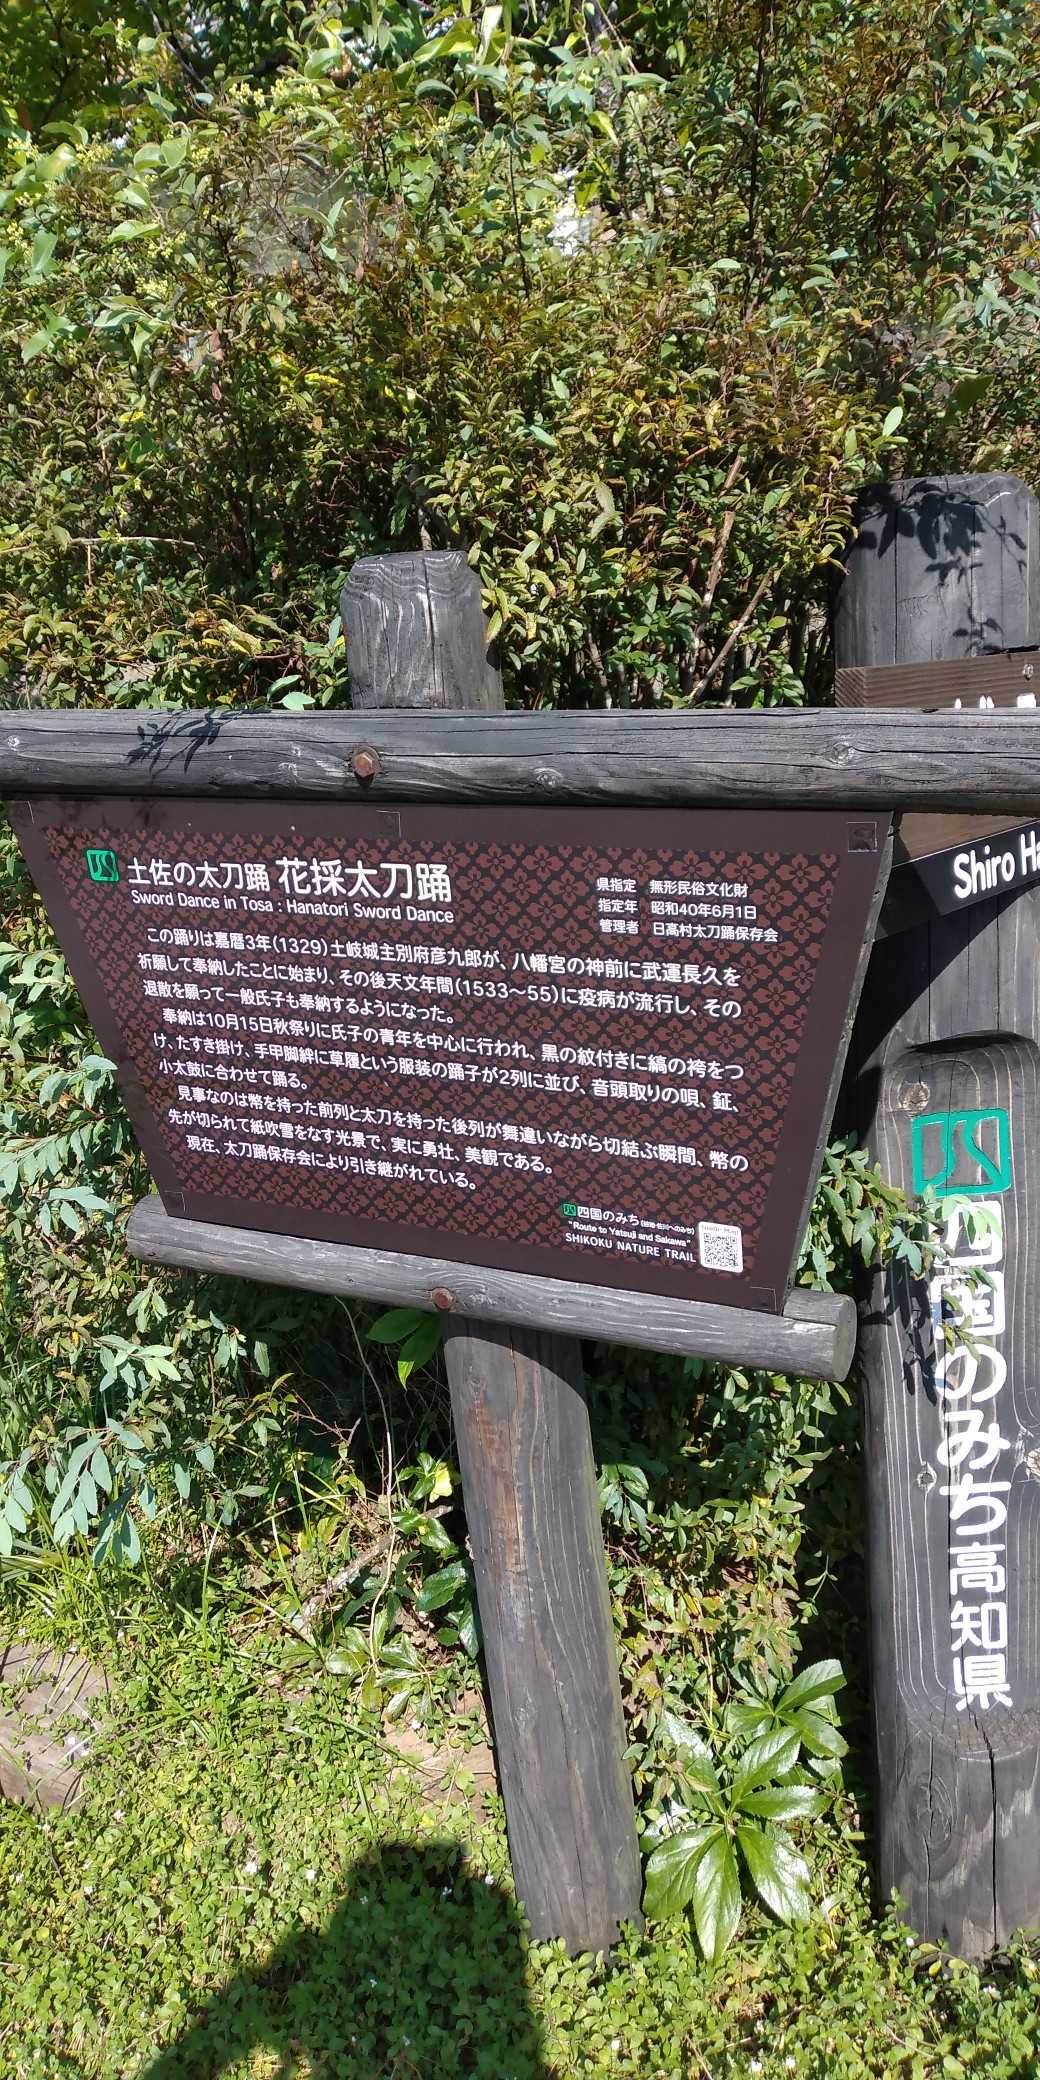 土佐の太刀踊 花採太刀踊
Sword Dance in Tosa : Hanatori Sword Dance
県指定 無形民俗文化財
指定年 昭和40年6月1日
管理者 日高村太刀踊保存会
この踊りは嘉暦3年(1329)土岐城主別府彦九郎が、八幡宮の神前に武運長久を
祈願して奉納したことに始まり、その後天文年間(1533〜55)に疫病が流行し、その
退散を願って一般氏子も奉納するようになった。
奉納は10月15日秋祭りに氏子の青年を中心に行われ、黒の紋付きに縞の袴をつ
け、たすき掛け、手甲脚絆に草履という服装の踊子が2列に並び、音頭取りの唄、鉦、
小太鼓に合わせて踊る。
見事なのは幣を持った前列と太刀を持った後列が舞違いながら切結ぶ瞬間、幣の
先が切られて紙吹雪をなす光景で、実に勇壮、美観である。
現在、太刀踊保存会により引き継がれている。
四国のみち
"Route to Yatsuji and Sakawa"
SHIKOKU NATURE TRAIL
Shiro Ha
四国のみち高知県